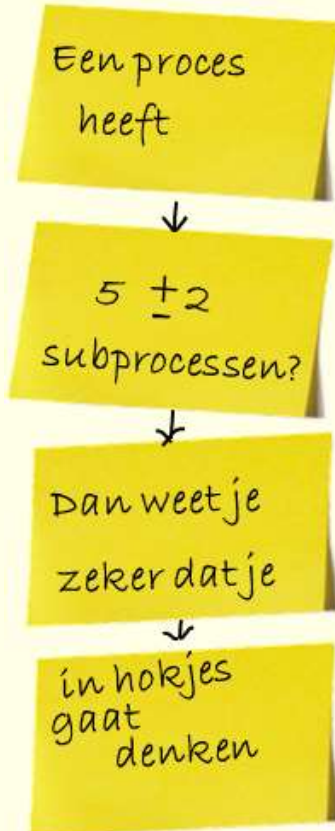 Een proces
heeft
5 ± 2
subprocessen?
Dan weet je
zeker dat je
in hokjes
gaat
denken